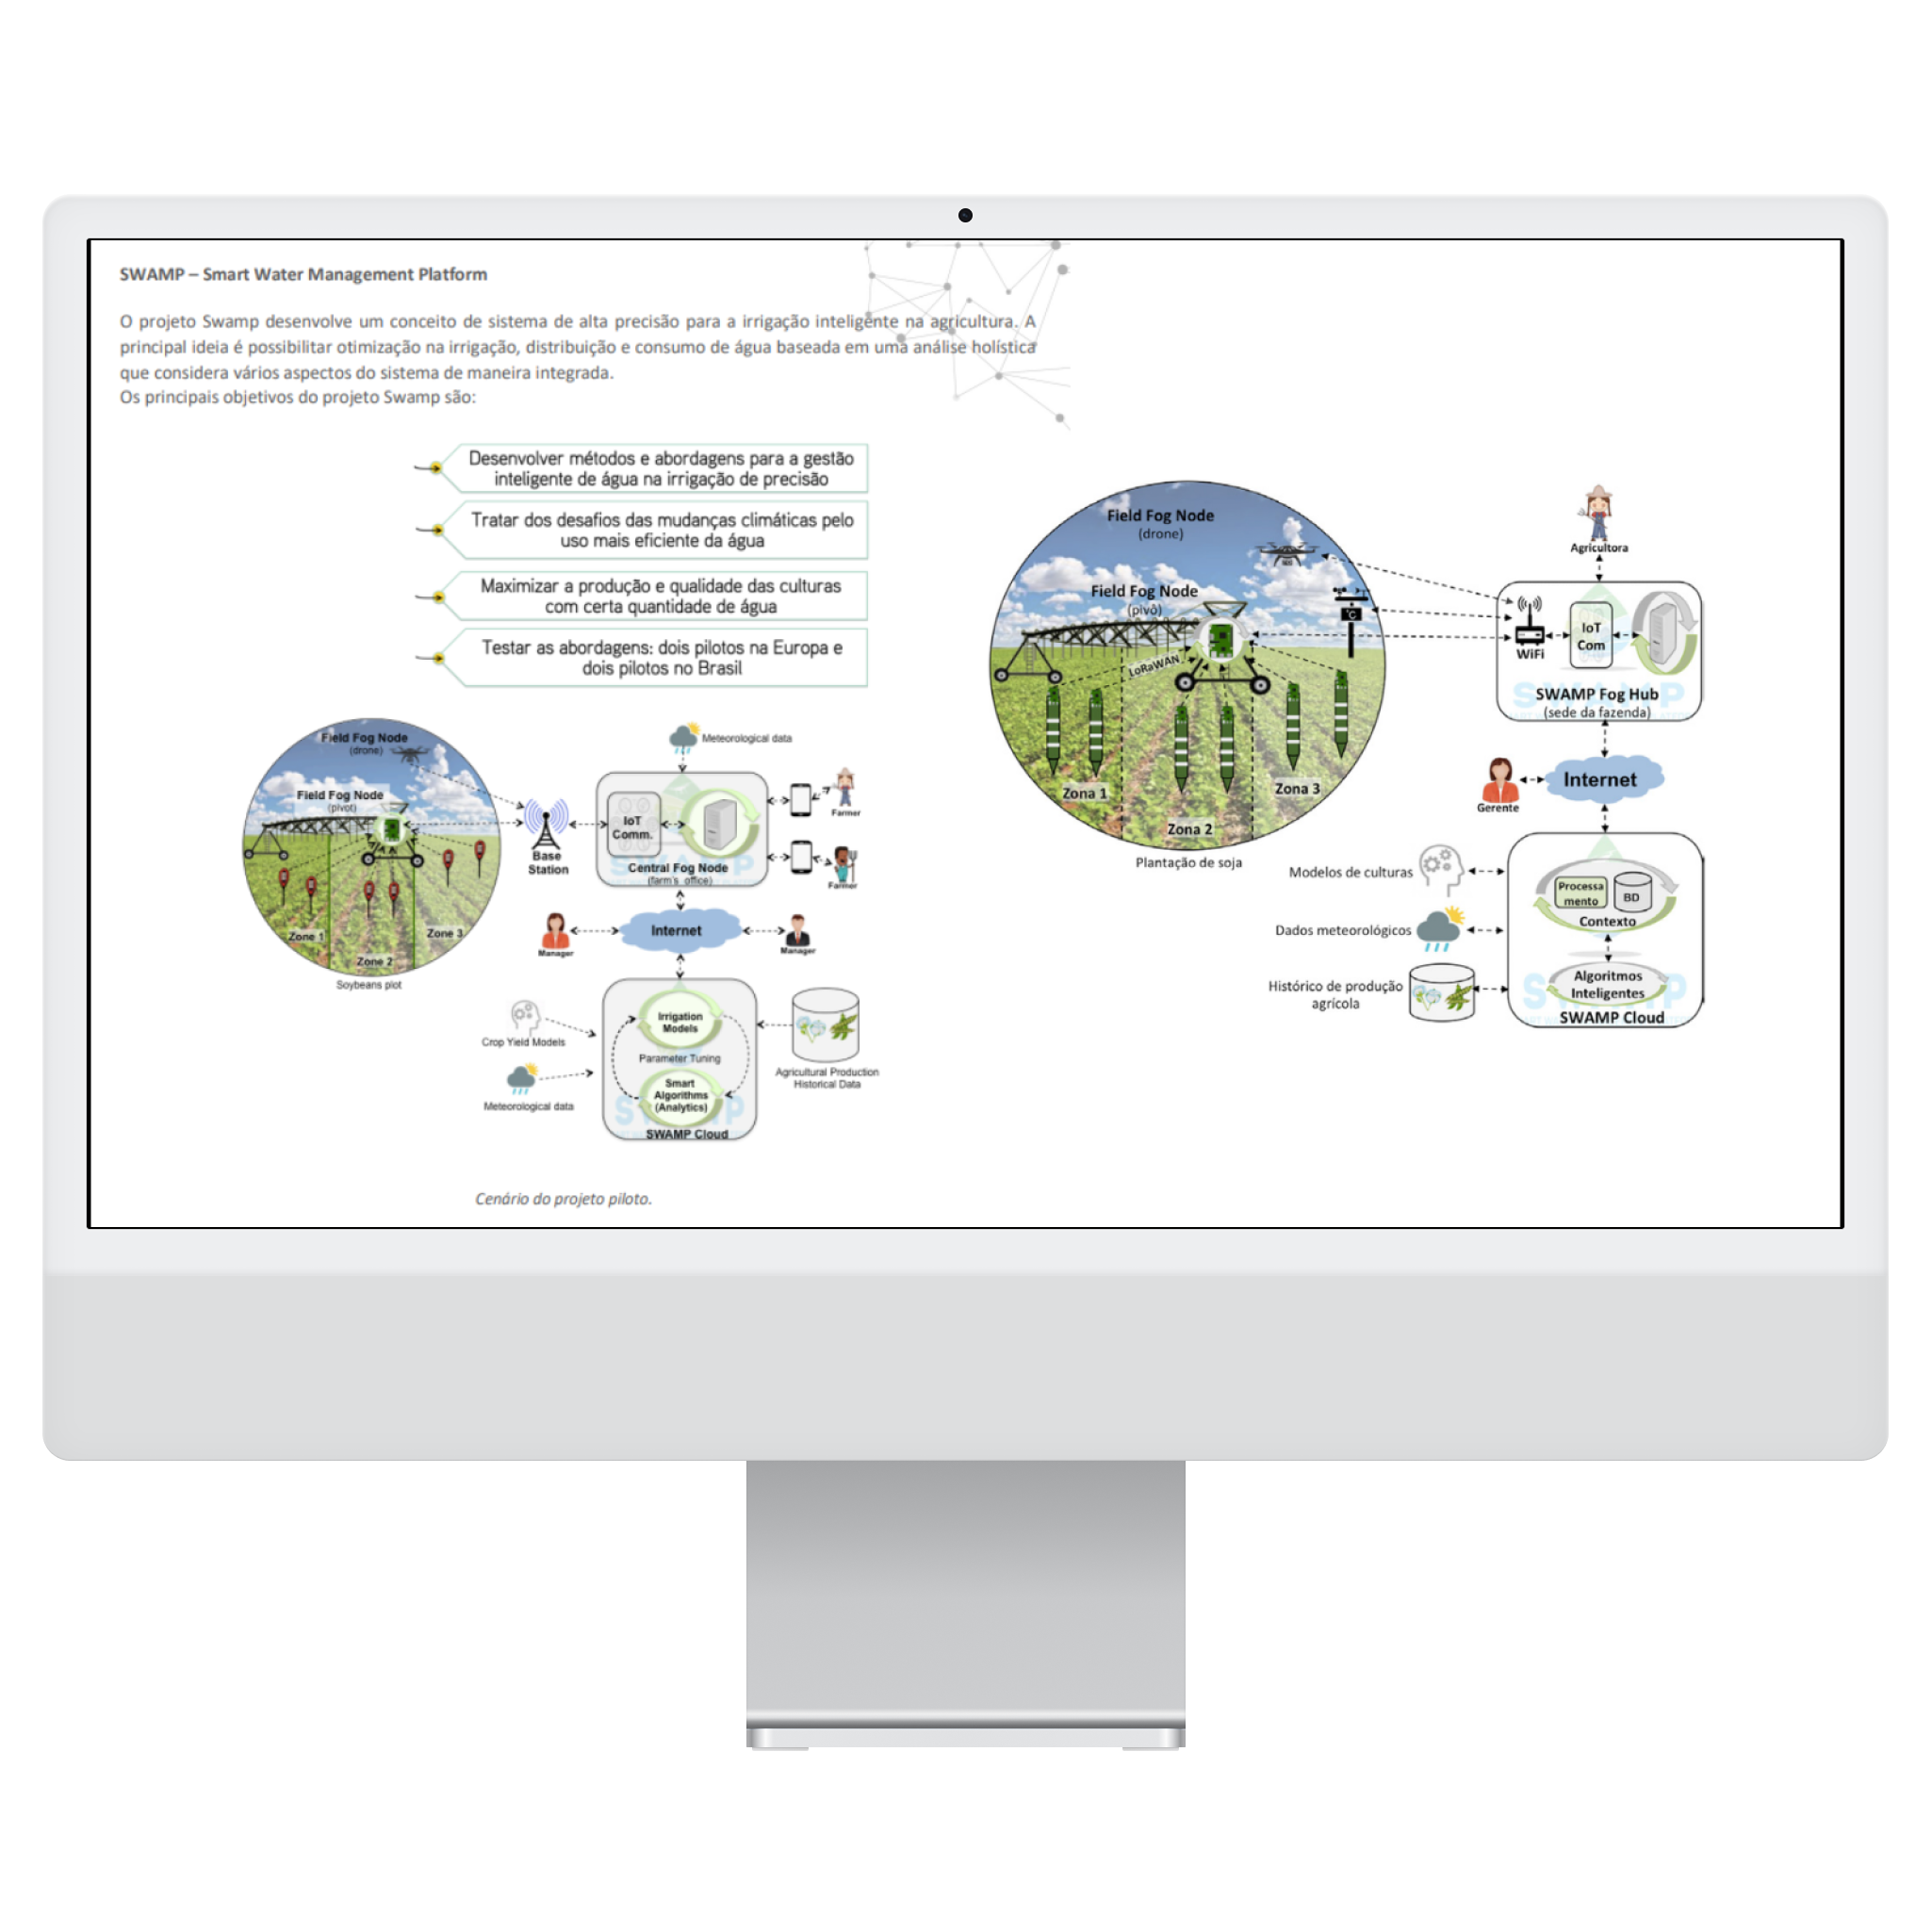 SWAMP – Smart Water Management Platform
O projeto Swamp desenvolve um conceito de sistema de alta precisão para a irrigação inteligente na agricultura. A
principal ideia é possibilitar otimização na irrigação, distribuição e consumo de água baseada em uma análise holística
que considera vários aspectos do sistema de maneira integrada.
Os principais objetivos do projeto Swamp são:
Desenvolver métodos e abordagens para a gestão
inteligente de água na irrigação de precisão
Tratar dos desafios das mudanças climáticas pelo
uso mais eficiente da água
Maximizar a produção e qualidade das culturas
com certa quantidade de água
Testar as abordagens: dois pilotos na Europa e
dois pilotos no Brasil
Field Fog Node
(drone)
Field Fog Node
(pivot)
Zone 1
Zone 2
Zone 3
Soybeans plot
Base
Station
Meteorological data
IoT
Comm.
SWAMP
Central Fog Node
(farm's office)
Farmer
Farmer
Manager
Internet
Manager
Crop Yield Models
Meteorological data
Irrigation
Models
Parameter Tuning
Smart
Algorithms
(Analytics)
SWAMP Cloud
Agricultural Production
Historical Data
Cenário do projeto piloto.
Field Fog Node
(drone)
Field Fog Node
(pivô)
°C
LoRaWAN
Zona 1
Zona 2
Zona 3
Plantação de soja
Agricultora
WiFi
IoT
Com
SWAMP
SWAMP Fog Hub
(sede da fazenda)
Gerente
Internet
Modelos de culturas
Dados meteorológicos
Histórico de produção
agrícola
Processa
mento
BD
Contexto
Algoritmos
Inteligentes
SWAMP Cloud